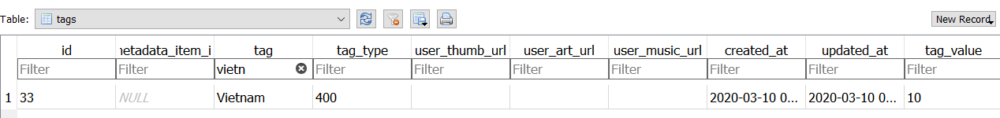 Table: tags New Record
id netadata_item_i tag tag_type user_thumb_url user_art_url user_music_url created_at updated_at tag_value
Filter Filter vietn Filter Filter Filter Filter Filter Filter Filter
1 33 NULL Vietnam 400 2020-03-10 0... 2020-03-10 0... 10